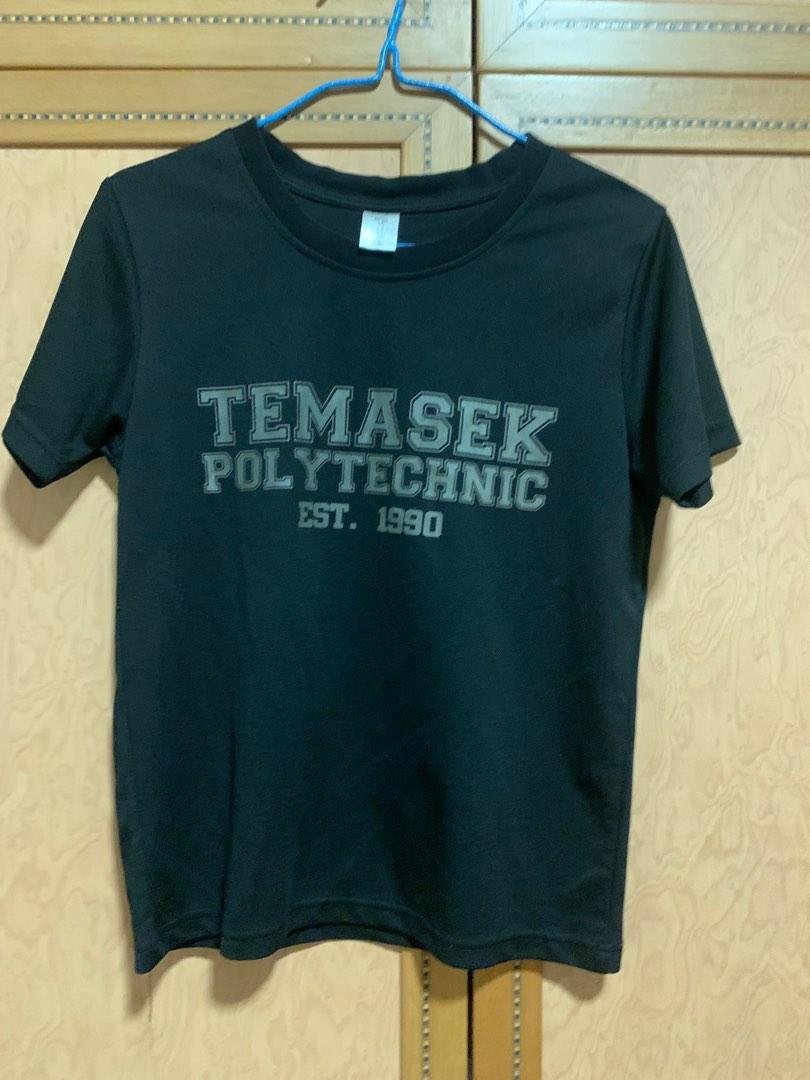 TEMASEK
POLYTECHNIC
EST. 1990